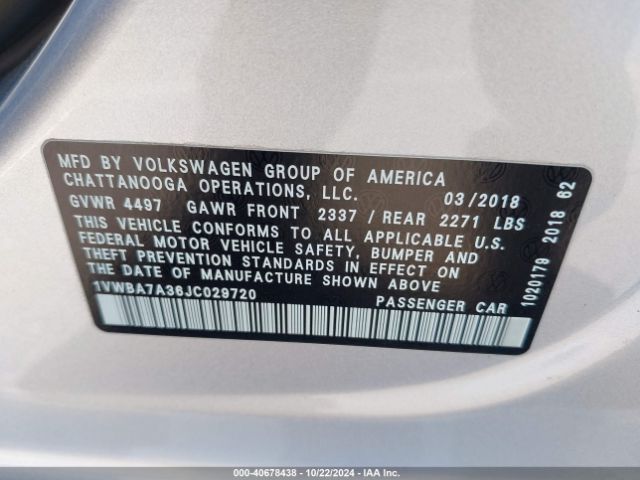 MFD BY VOLKSWAGEN GROUP OF AMERICA
CHATTANOOGA OPERATIONS, LLC. 03/2018
GVWR 4497 GAWR FRONT 2337 / REAR 2271 LBS
THIS VEHICLE CONFORMS TO ALL APPLICABLE U.S.
FEDERAL MOTOR VEHICLE SAFETY, BUMPER AND
THEFT PREVENTION STANDARDS IN EFFECT ON
THE DATE OF MANUFACTURE SHOWN ABOVE
1VWBA7A38JC029720 PASSENGER CAR
1020179 2018 62
000-40678438 - 10/22/2024 - IAA Inc.